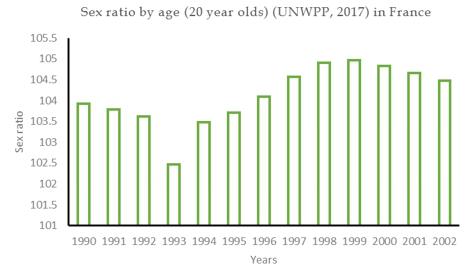 Sex ratio by age (20 year olds) (UNWPP, 2017) in France
105.5
105
104.5
104
103.5
103
102.5
102
101.5
101
Sex ratio
1990 1991 1992 1993 1994 1995 1996 1997 1998 1999 2000 2001 2002
Years